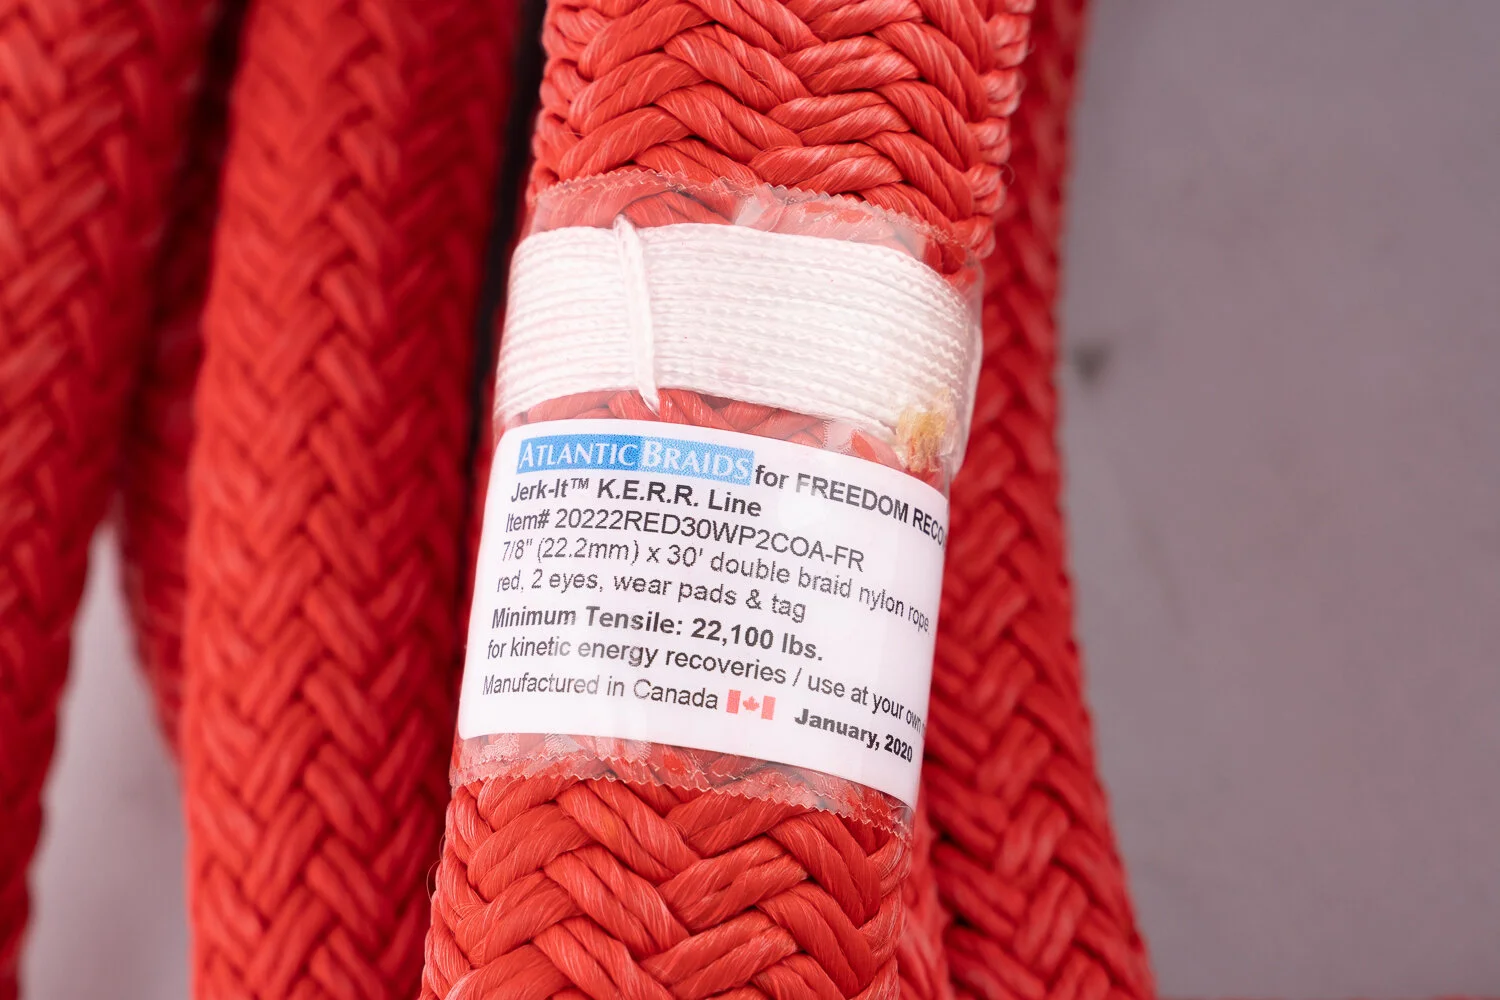 ATLANTIC BRAIDS for FREEDOM RECO
Jerk-It™ K.E.R.R. Line
Item# 20222RED30WP2COA-FR
7/8" (22.2mm) x 30' double braid nylon rope,
red, 2 eyes, wear pads & tag
Minimum Tensile: 22,100 lbs.
for kinetic energy recoveries / use at your own
Manufactured in Canada
January, 2020